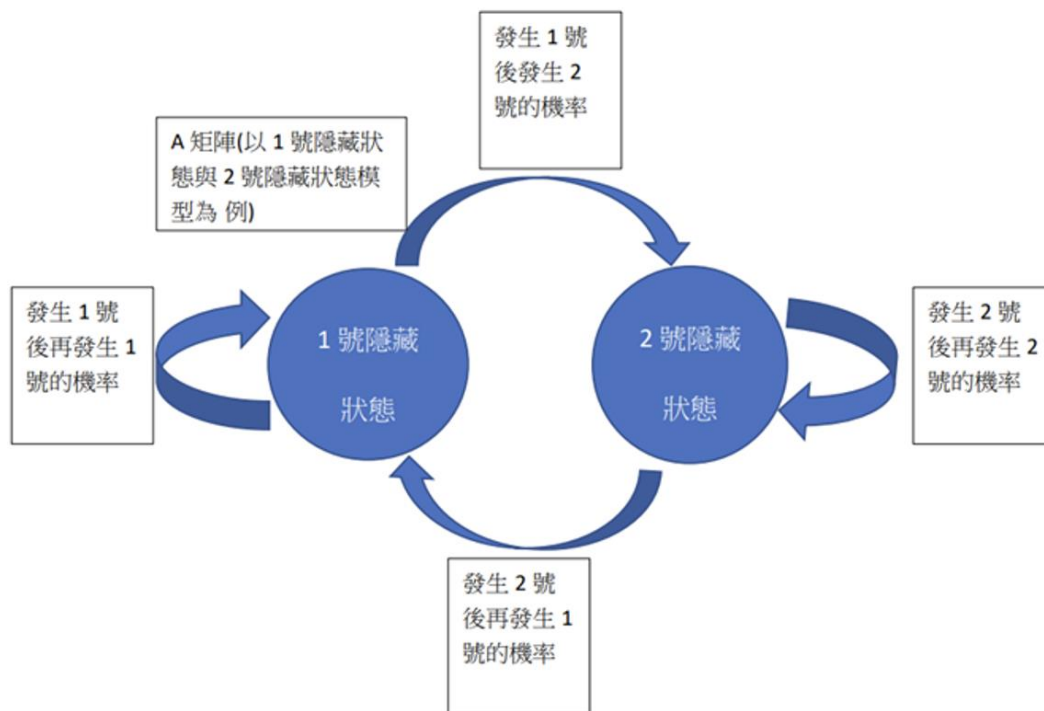 發生 1 號
後發生 2
號的機率
A 矩陣(以 1 號隱藏狀
態與 2 號隱藏狀態模
型為 例)
發生 1 號
後再發生 1
號的機率
1 號隱藏
狀態
2 號隱藏
狀態
發生 2 號
後再發生 2
號的機率
發生 2 號
後再發生 1
號的機率